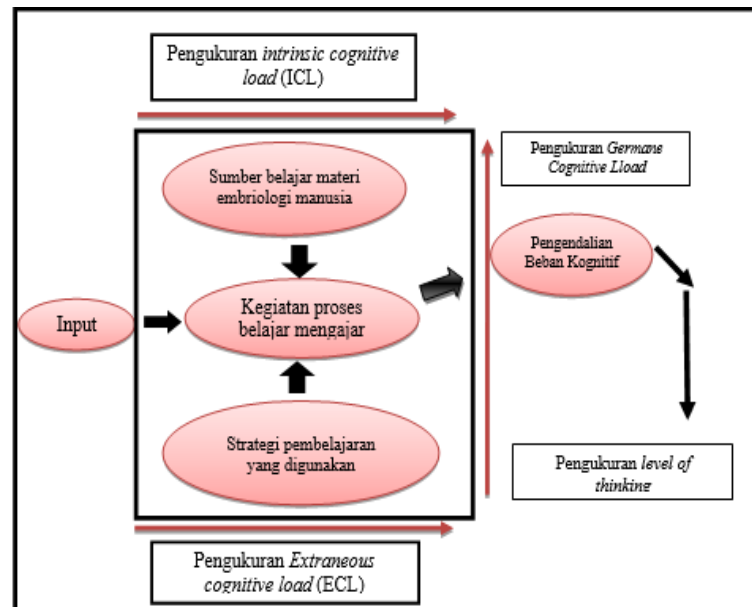 Pengukuran intrinsic cognitive
load (ICL)
Pengukuran Germane
Cognitive Lload
Sumber belajar materi
embriologi manusia
Pengendalian
Beban Kognitif
Kegiatan proses
belajar mengajar
Input
Strategi pembelajaran
yang digunakan
Pengukuran level of
thinking
Pengukuran Extraneous
cognitive load (ECL)